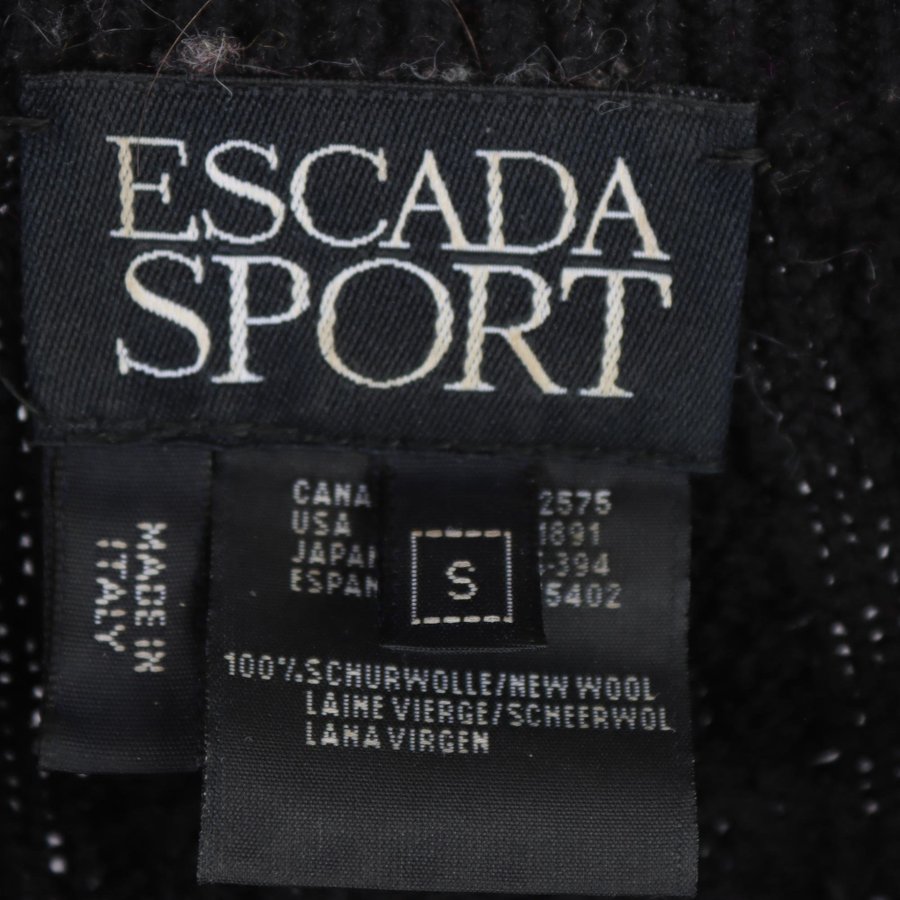 ESCADA
SPORT
MADE IN
ITALY
CANA 2575
USA 1891
JAPAN -394
ESPAN 5402
S
100% SCHURWOLLE/NEW WOOL
LAINE VIERGE/SCHEERWOL
LANA VIRGEN